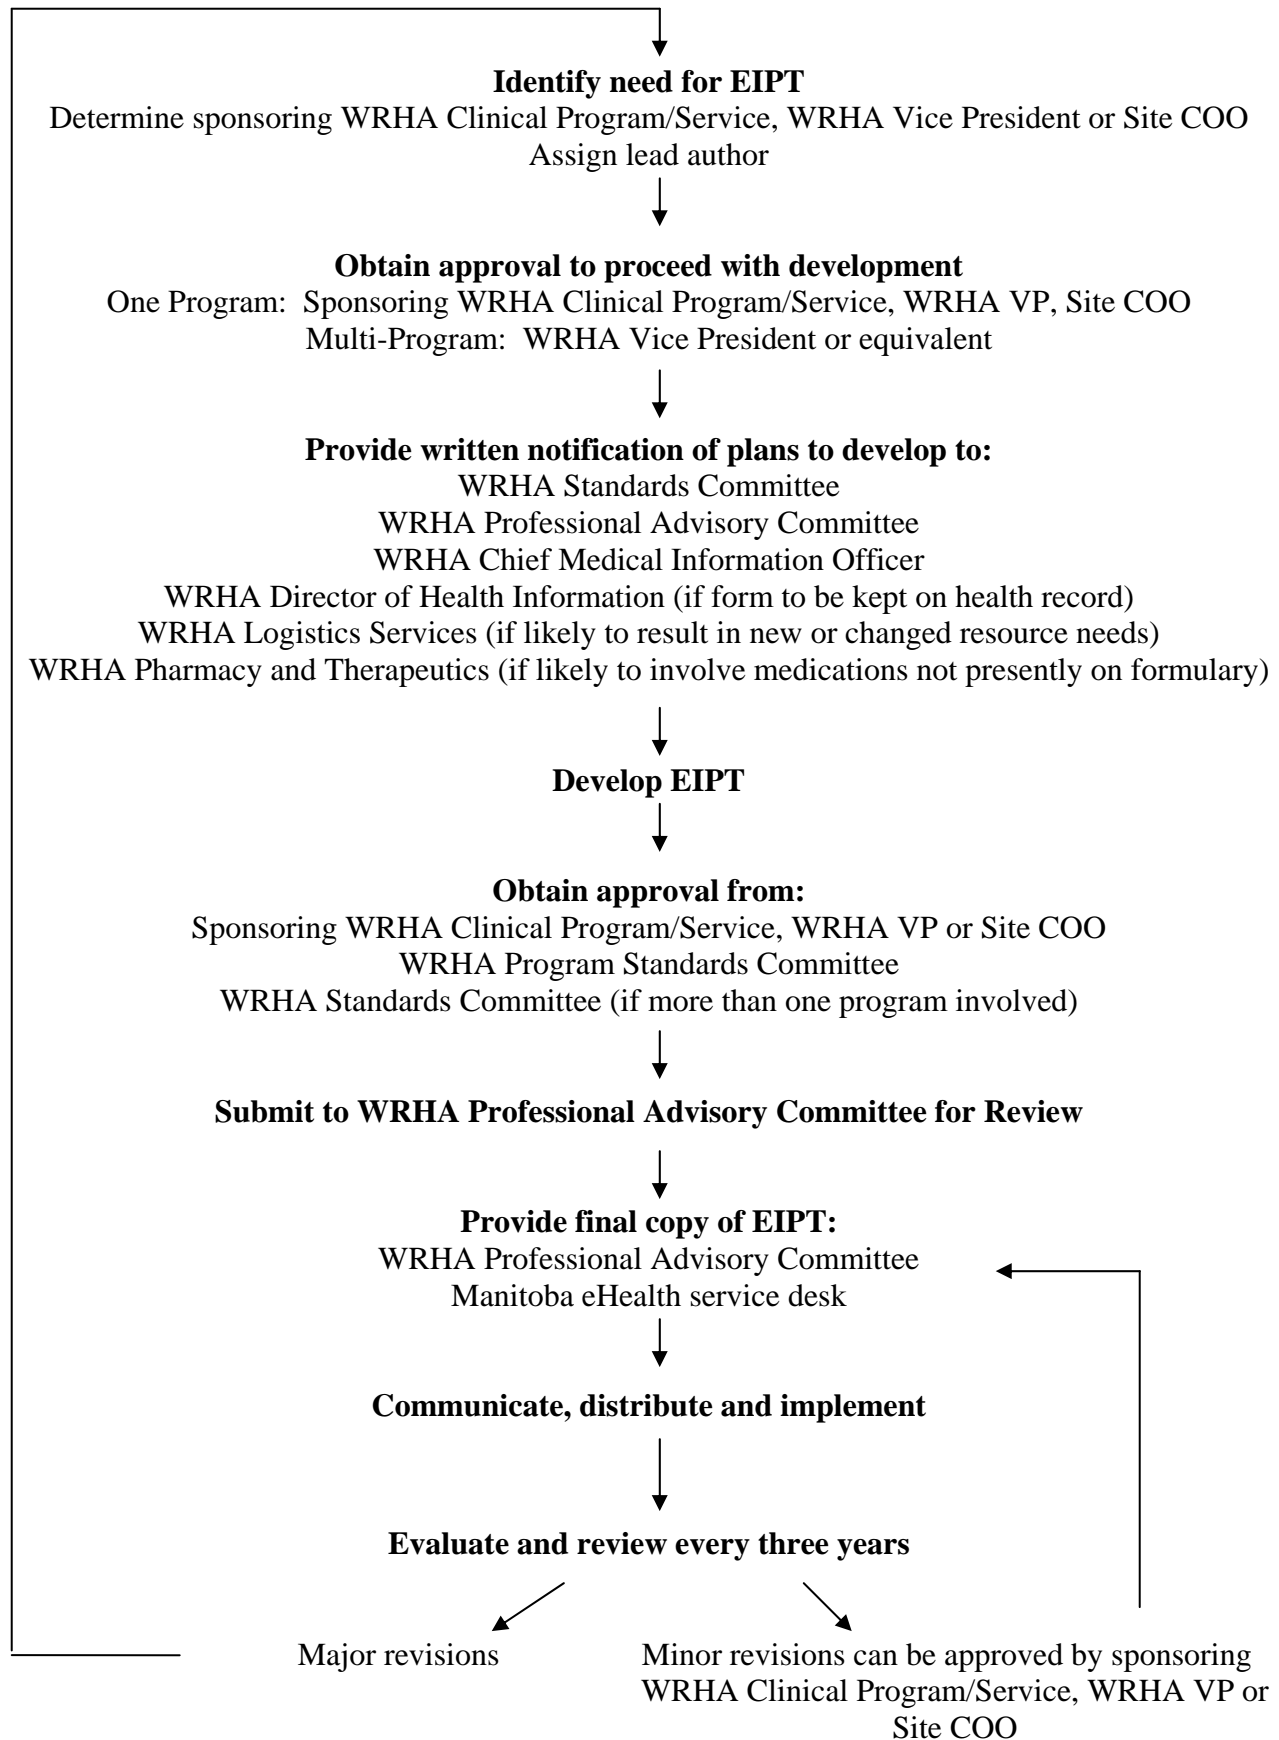 Identify need for EIPT
Determine sponsoring WRHA Clinical Program/Service, WRHA Vice President or Site COO
Assign lead author
Obtain approval to proceed with development
One Program:  Sponsoring WRHA Clinical Program/Service, WRHA VP, Site COO
Multi-Program:  WRHA Vice President or equivalent
Provide written notification of plans to develop to:
WRHA Standards Committee
WRHA Professional Advisory Committee
WRHA Chief Medical Information Officer
WRHA Director of Health Information (if form to be kept on health record)
WRHA Logistics Services (if likely to result in new or changed resource needs)
WRHA Pharmacy and Therapeutics (if likely to involve medications not presently on formulary)
Develop EIPT
Obtain approval from:
Sponsoring WRHA Clinical Program/Service, WRHA VP or Site COO
WRHA Program Standards Committee
WRHA Standards Committee (if more than one program involved)
Submit to WRHA Professional Advisory Committee for Review
Provide final copy of EIPT:
WRHA Professional Advisory Committee
Manitoba eHealth service desk
Communicate, distribute and implement
Evaluate and review every three years
Major revisions
Minor revisions can be approved by sponsoring
WRHA Clinical Program/Service, WRHA VP or
Site COO